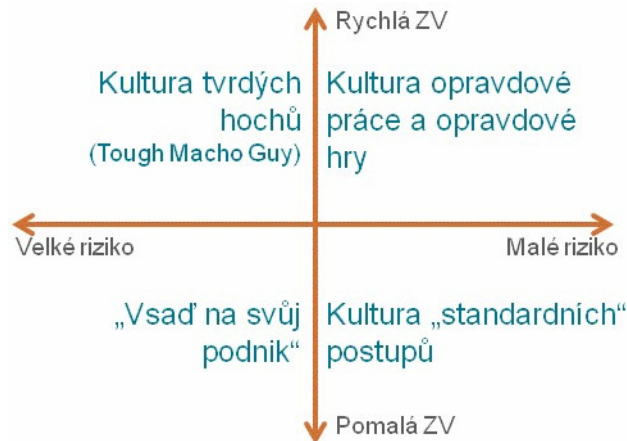 Rychlá ZV
Kultura tvrdých
hochů
(Tough Macho Guy)
Kultura opravdové
práce a opravdové
hry
Velké riziko
Malé riziko
„Vsaď na svůj
podnik“
Kultura „standardních“
postupů
Pomalá ZV